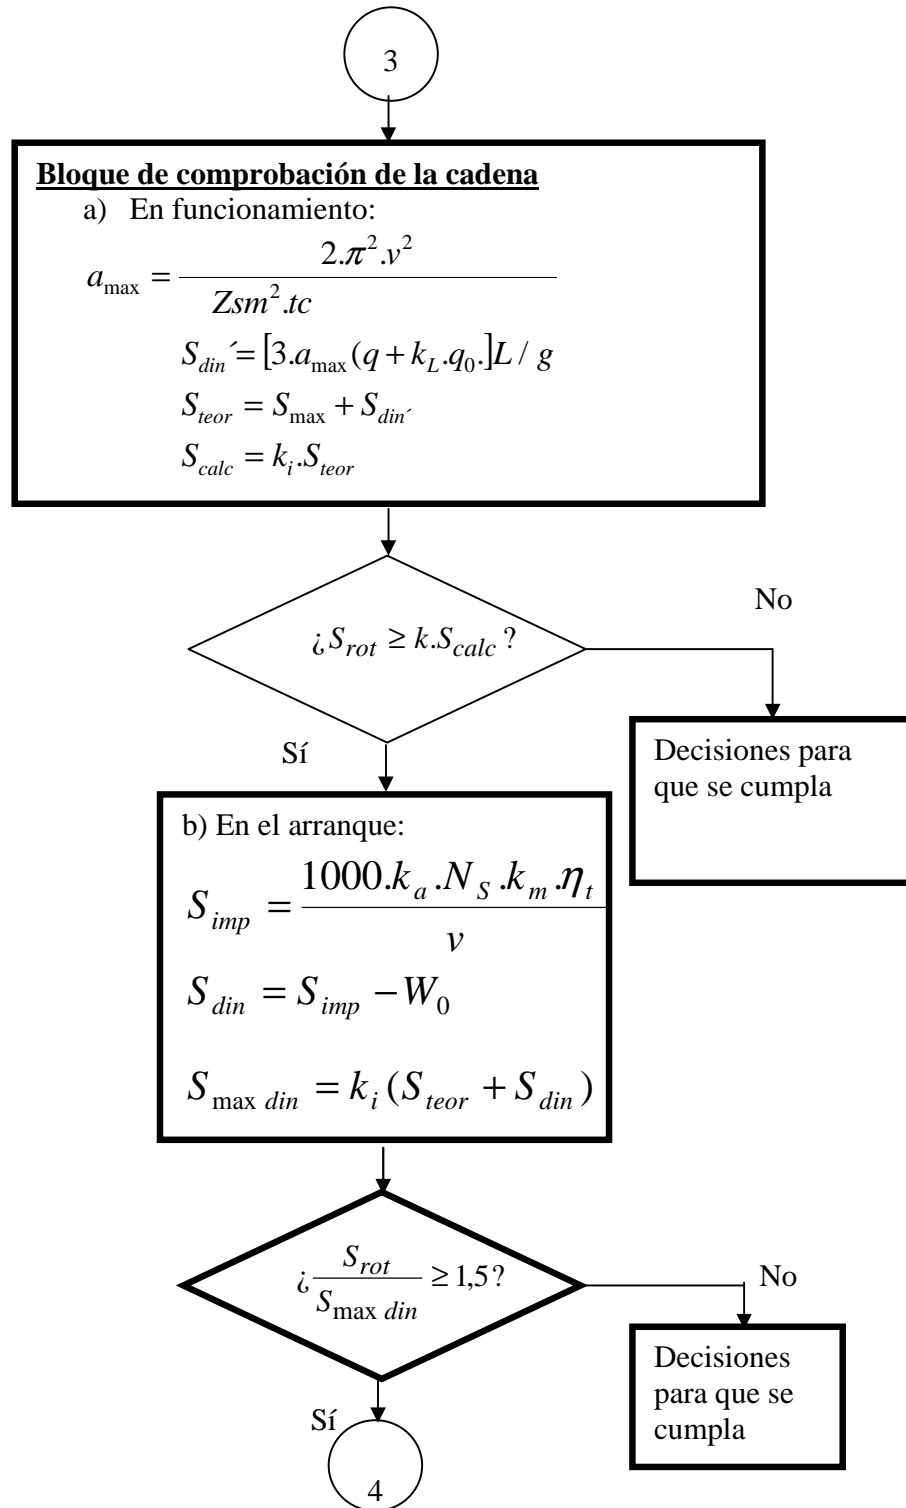 3
Bloque de comprobación de la cadena
a) En funcionamiento:
a_max = 2.π².v² / Zsm².tc
S_din´ = [3.a_max (q + k_L.q_0.]L / g
S_teor = S_max + S_din´
S_calc = k_i.S_teor
No
¿S_rot ≥ k.S_calc?
Sí
Decisiones para
que se cumpla
b) En el arranque:
S_imp = 1000.k_a.N_S.k_m.η_t / v
S_din = S_imp − W_0
S_max din = k_i (S_teor + S_din)
¿S_rot / S_max din ≥ 1,5?
No
Decisiones
para que se
cumpla
Sí
4